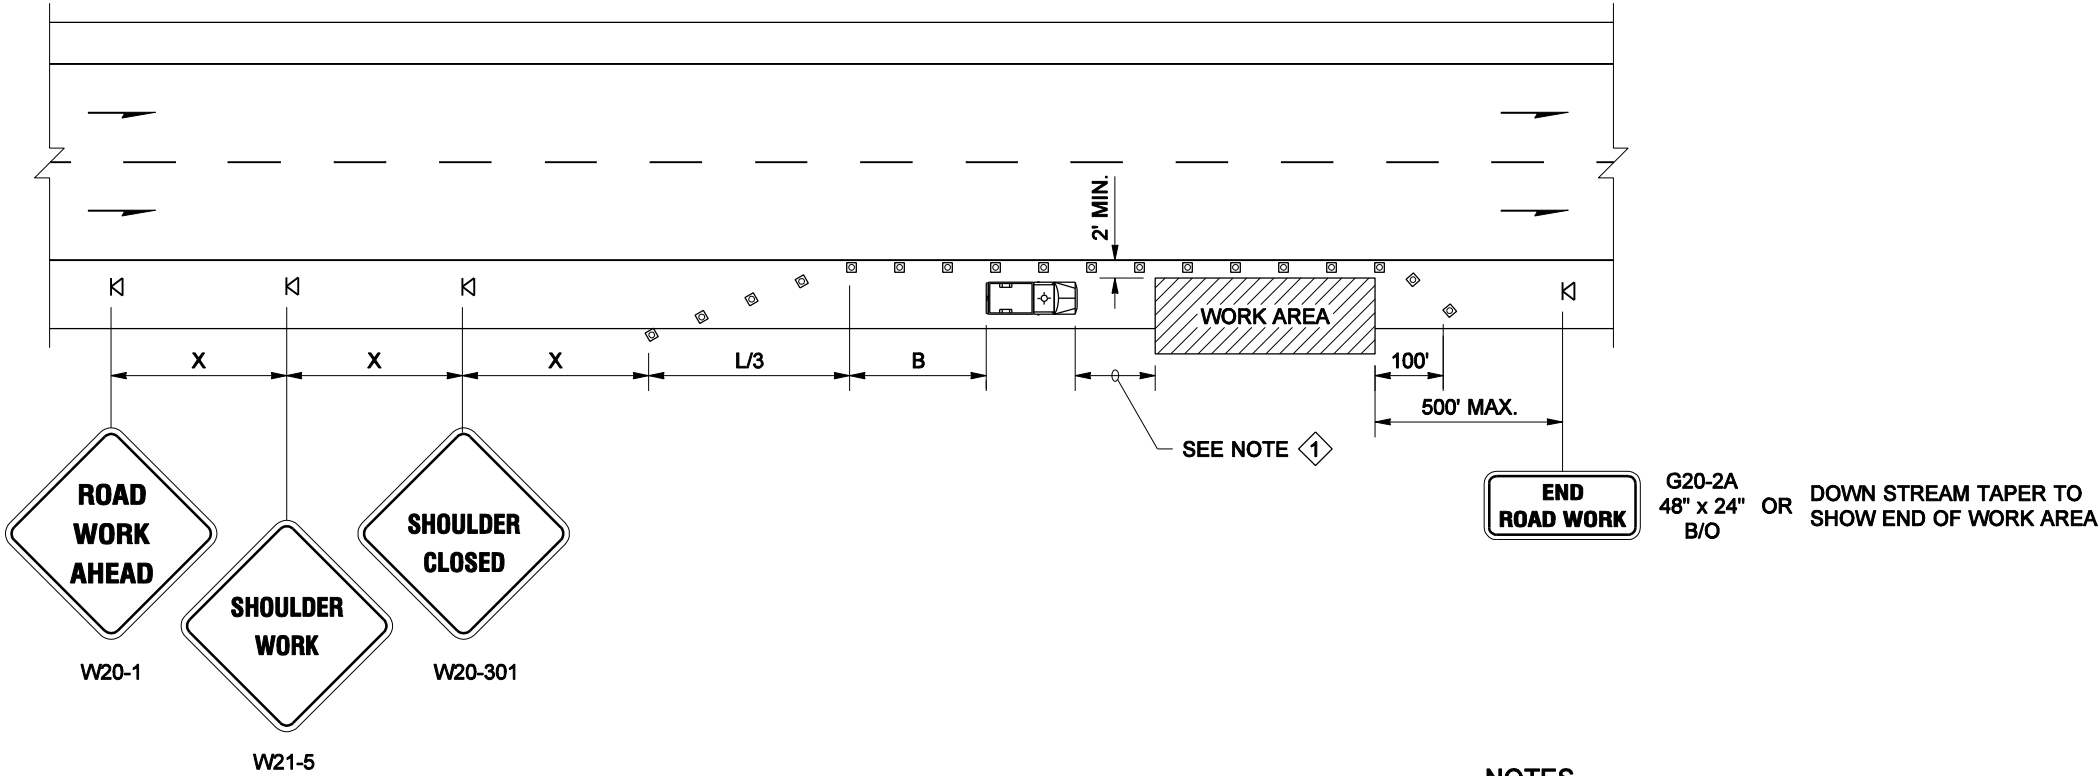 2' MIN.
WORK AREA
X
X
X
L/3
B
100'
500' MAX.
SEE NOTE 1
ROAD
WORK
AHEAD
W20-1
SHOULDER
WORK
W21-5
SHOULDER
CLOSED
W20-301
END
ROAD WORK
G20-2A
48" x 24"
B/O
OR
DOWN STREAM TAPER TO
SHOW END OF WORK AREA
NOTES